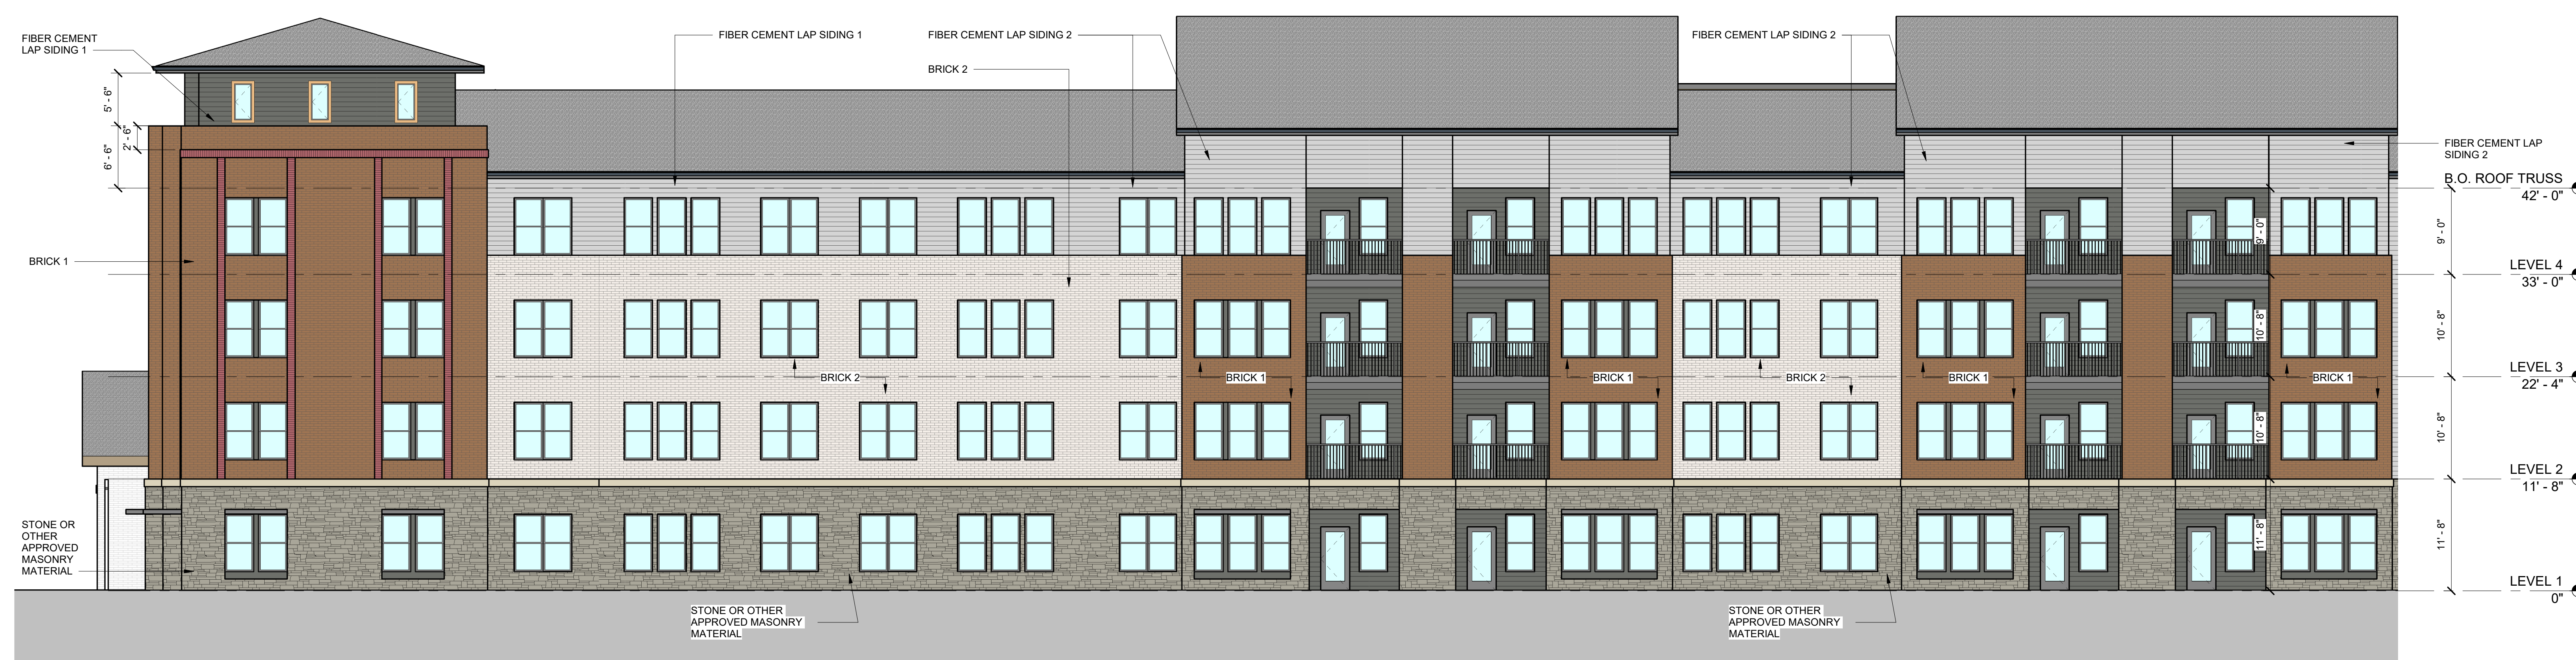 FIBER CEMENT
LAP SIDING 1
FIBER CEMENT LAP SIDING 1
FIBER CEMENT LAP SIDING 2
BRICK 2
FIBER CEMENT LAP SIDING 2
5' - 6"
2' - 6"
6' - 6"
FIBER CEMENT LAP
SIDING 2
B.O. ROOF TRUSS
42' - 0"
9' - 0"
9' - 0"
BRICK 1
LEVEL 4
33' - 0"
10' - 8"
10' - 8"
BRICK 2
BRICK 1
BRICK 1
BRICK 2
BRICK 1
BRICK 1
LEVEL 3
22' - 4"
10' - 8"
10' - 8"
LEVEL 2
11' - 8"
STONE OR
OTHER
APPROVED
MASONRY
MATERIAL
11' - 8"
11' - 8"
LEVEL 1
0"
STONE OR OTHER
APPROVED MASONRY
MATERIAL
STONE OR OTHER
APPROVED MASONRY
MATERIAL